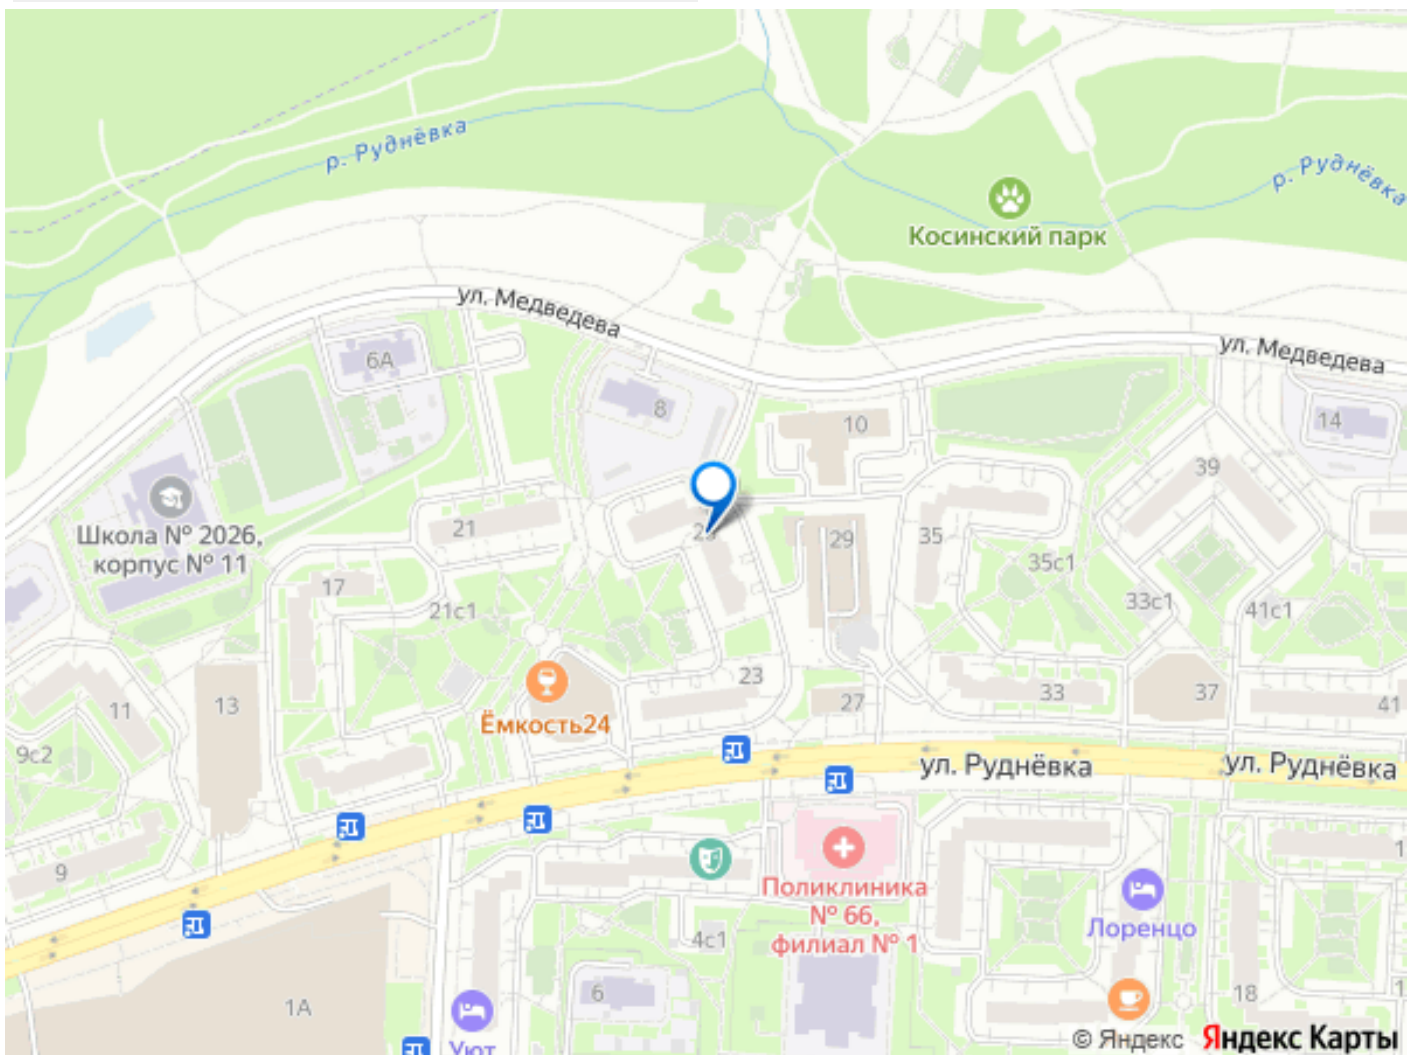 р. Руднёвка
р. Руднёвка
Косинский парк
ул. Медведева
ул. Медведева
6А
8
10
14
39
Школа № 2026,
корпус № 11
21
29
35
35с1
17
21с1
33с1
41с1
11
13
23
27
33
37
41
9с2
Ёмкость24
ул. Руднёвка
ул. Руднёвка
9
Поликлиника
№ 66,
филиал № 1
4с1
Лоренцо
6
18
1А
Уют
© Яндекс Яндекс Карты